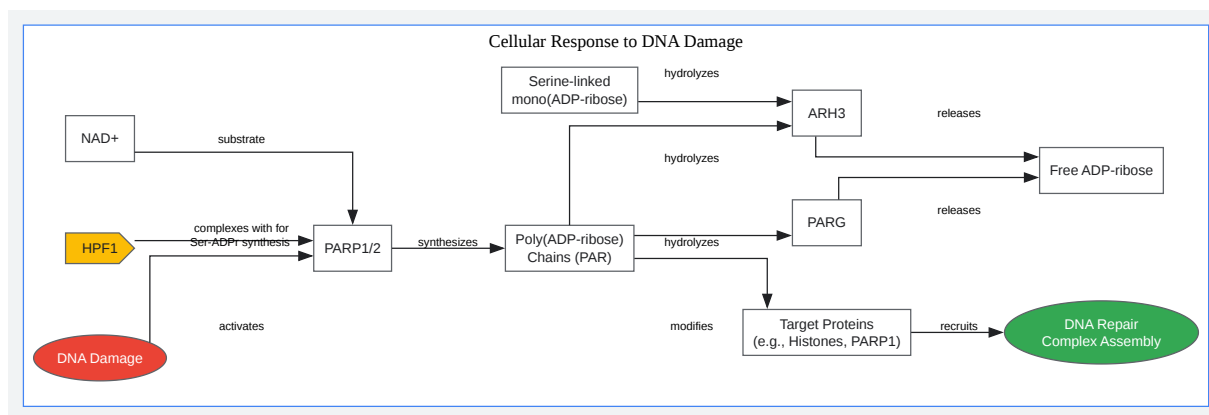 Cellular Response to DNA Damage
Serine-linked
mono(ADP-ribose)
hydrolyzes
ARH3
releases
NAD+
substrate
hydrolyzes
Free ADP-ribose
HPF1
complexes with for
Ser-ADPr synthesis
PARP1/2
synthesizes
Poly(ADP-ribose)
Chains (PAR)
hydrolyzes
PARG
releases
DNA Damage
activates
modifies
Target Proteins
(e.g., Histones, PARP1)
recruits
DNA Repair
Complex Assembly